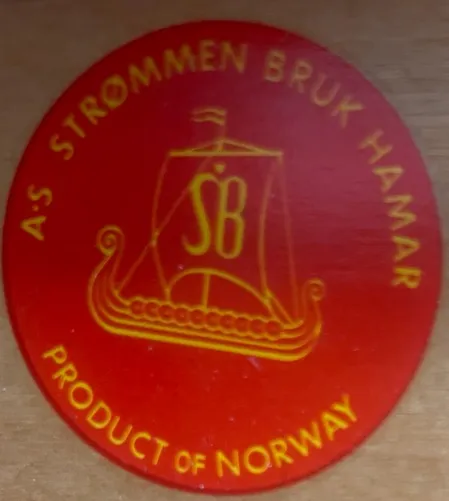 A·S STRØMMEN BRUK HAMAR
SB
PRODUCT OF NORWAY